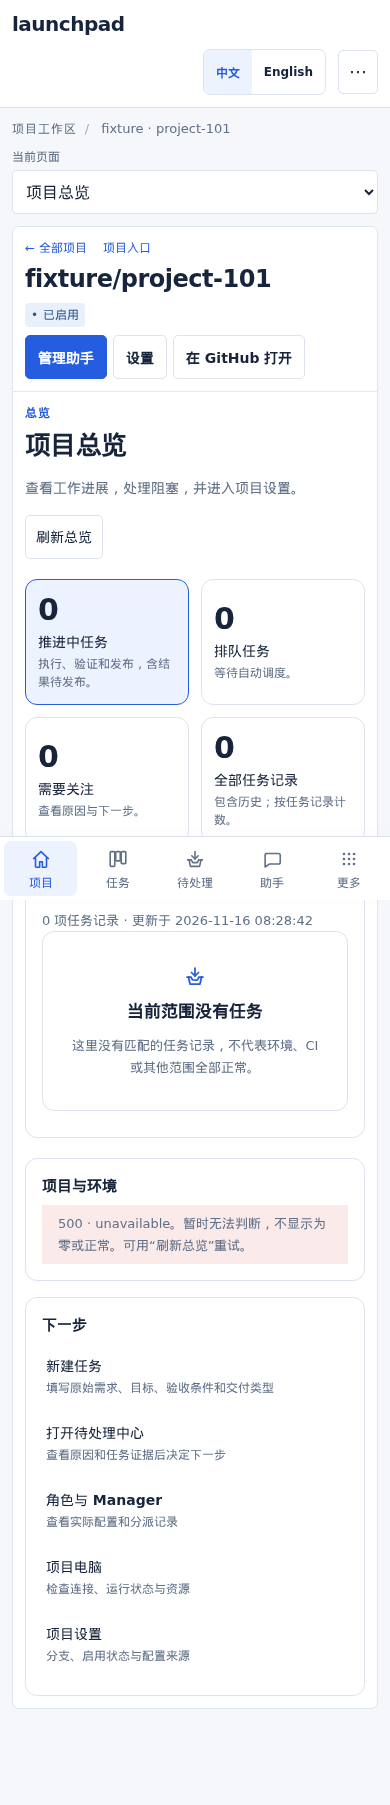 launchpad
中文
English
···
项目工作区 / fixture · project-101
当前页面
项目总览
← 全部项目 项目入口
fixture/project-101
• 已启用
管理助手
设置
在 GitHub 打开
总览
项目总览
查看工作进展，处理阻塞，并进入项目设置。
刷新总览
0
推进中任务
执行、验证和发布，含结
果待发布。
0
排队任务
等待自动调度。
0
需要关注
查看原因与下一步。
0
全部任务记录
包含历史；按任务记录计
数。
项目
任务
待处理
助手
更多
0 项任务记录 · 更新于 2026-11-16 08:28:42
当前范围没有任务
这里没有匹配的任务记录，不代表环境、CI
或其他范围全部正常。
项目与环境
500 · unavailable。暂时无法判断，不显示为
零或正常。可用“刷新总览”重试。
下一步
新建任务
填写原始需求、目标、验收条件和交付类型
打开待处理中心
查看原因和任务证据后决定下一步
角色与 Manager
查看实际配置和分派记录
项目电脑
检查连接、运行状态与资源
项目设置
分支、启用状态与配置来源